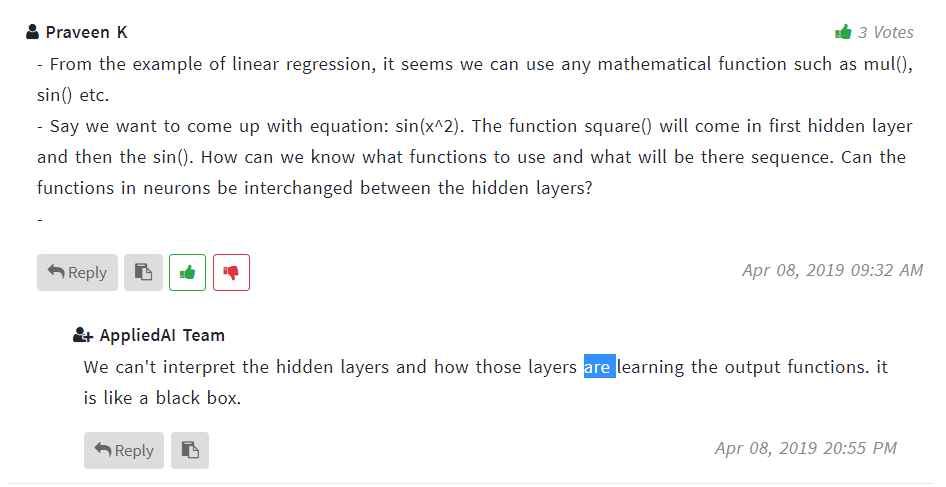 Praveen K
3 Votes
- From the example of linear regression, it seems we can use any mathematical function such as mul(),
sin() etc.
- Say we want to come up with equation: sin(x^2). The function square() will come in first hidden layer
and then the sin(). How can we know what functions to use and what will be there sequence. Can the
functions in neurons be interchanged between the hidden layers?
-
Reply
Apr 08, 2019 09:32 AM
AppliedAI Team
We can't interpret the hidden layers and how those layers are learning the output functions. it
is like a black box.
Reply
Apr 08, 2019 20:55 PM